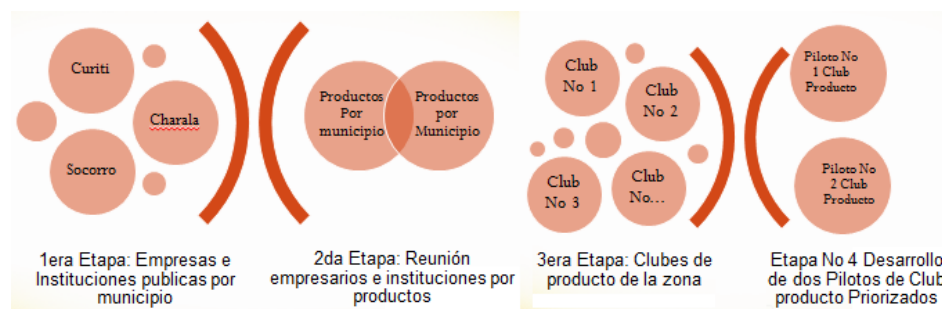 Curiti
Charala
Socorro
Productos
Por
municipio
Productos
por
Municipio
Club
No 1
Club
No 2
Club
No 3
Club
No…
Piloto No
1 Club
Producto
Piloto No
2 Club
Producto
1era Etapa: Empresas e
Instituciones publicas por
municipio
2da Etapa: Reunión
empresarios e instituciones por
productos
3era Etapa: Clubes de
producto de la zona
Etapa No 4 Desarrollo
de dos Pilotos de Club
producto Priorizados